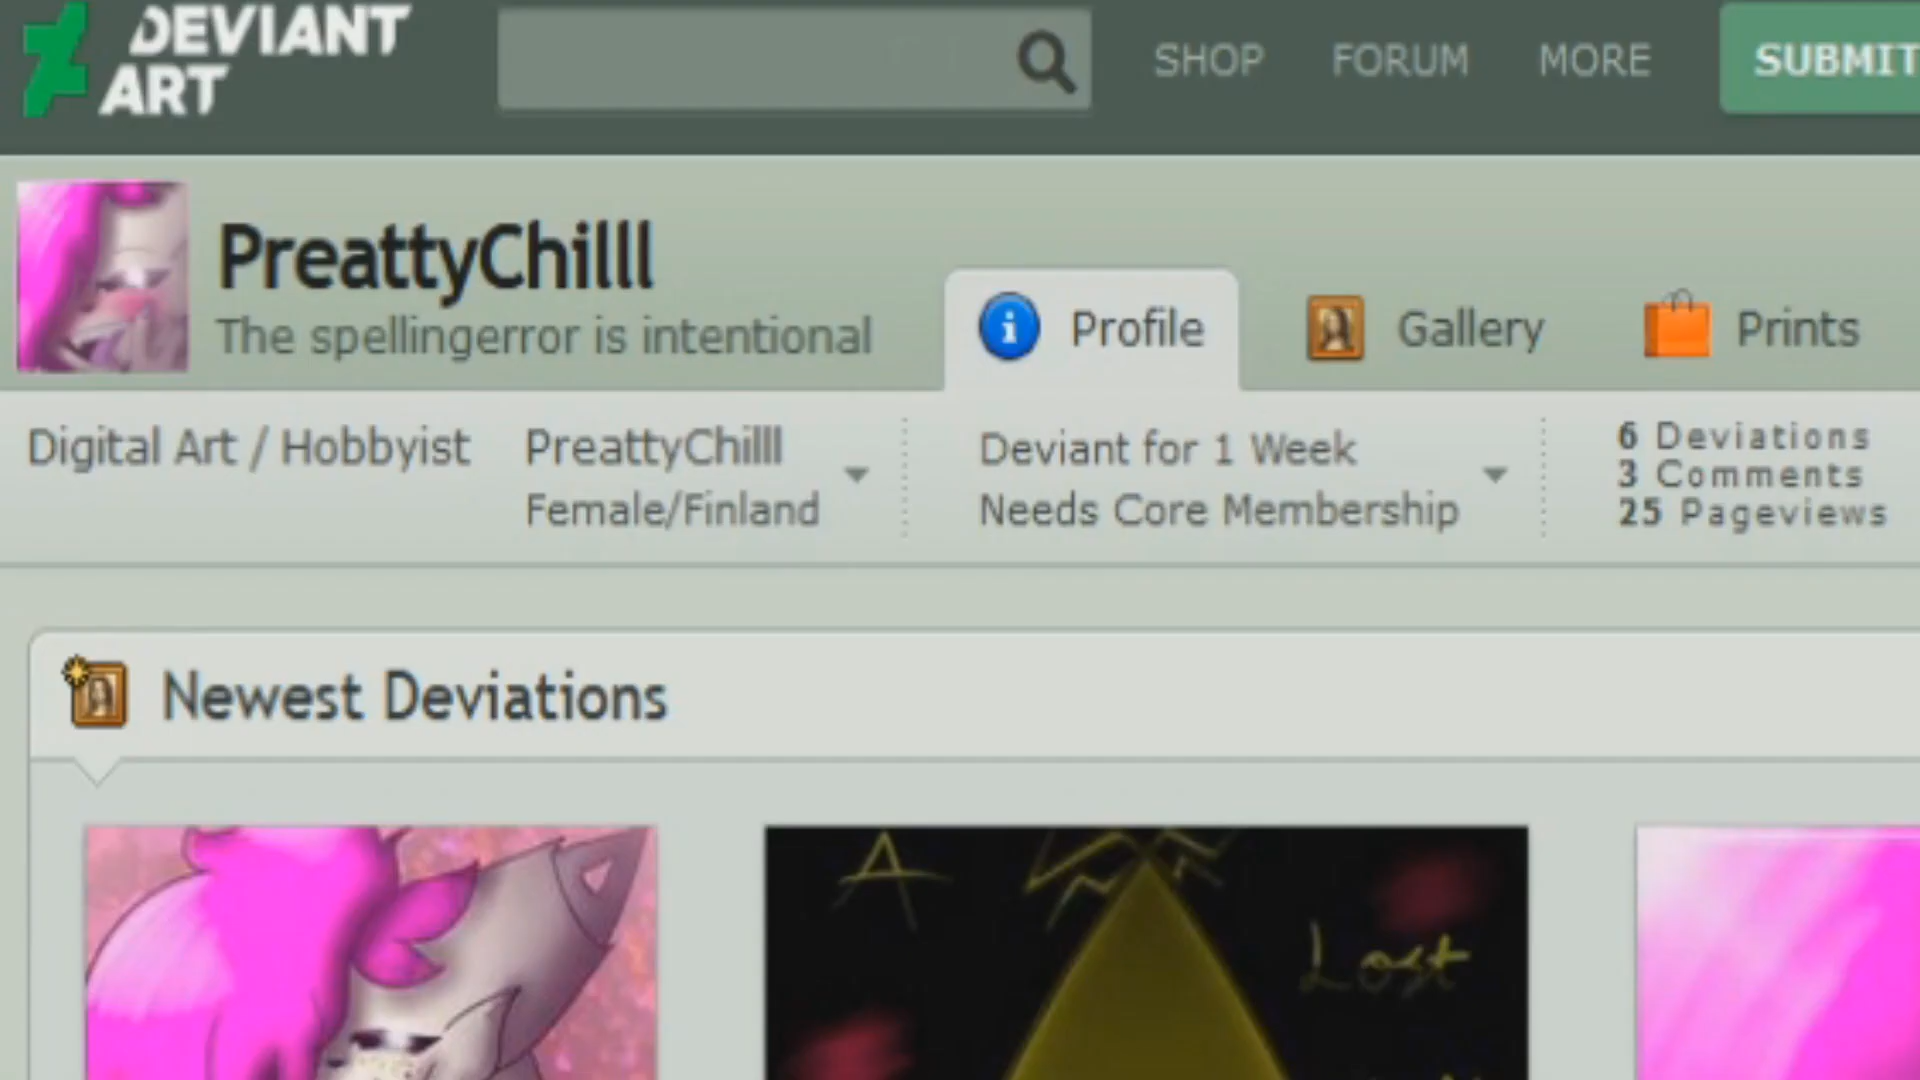 DEVIANT
ART
SHOP
FORUM
MORE
SUBMIT
PreattyChilll
The spellingerror is intentional
Profile
Gallery
Prints
Digital Art / Hobbyist
PreattyChilll
Female/Finland
Deviant for 1 Week
Needs Core Membership
6 Deviations
3 Comments
25 Pageviews
Newest Deviations
A
Lost